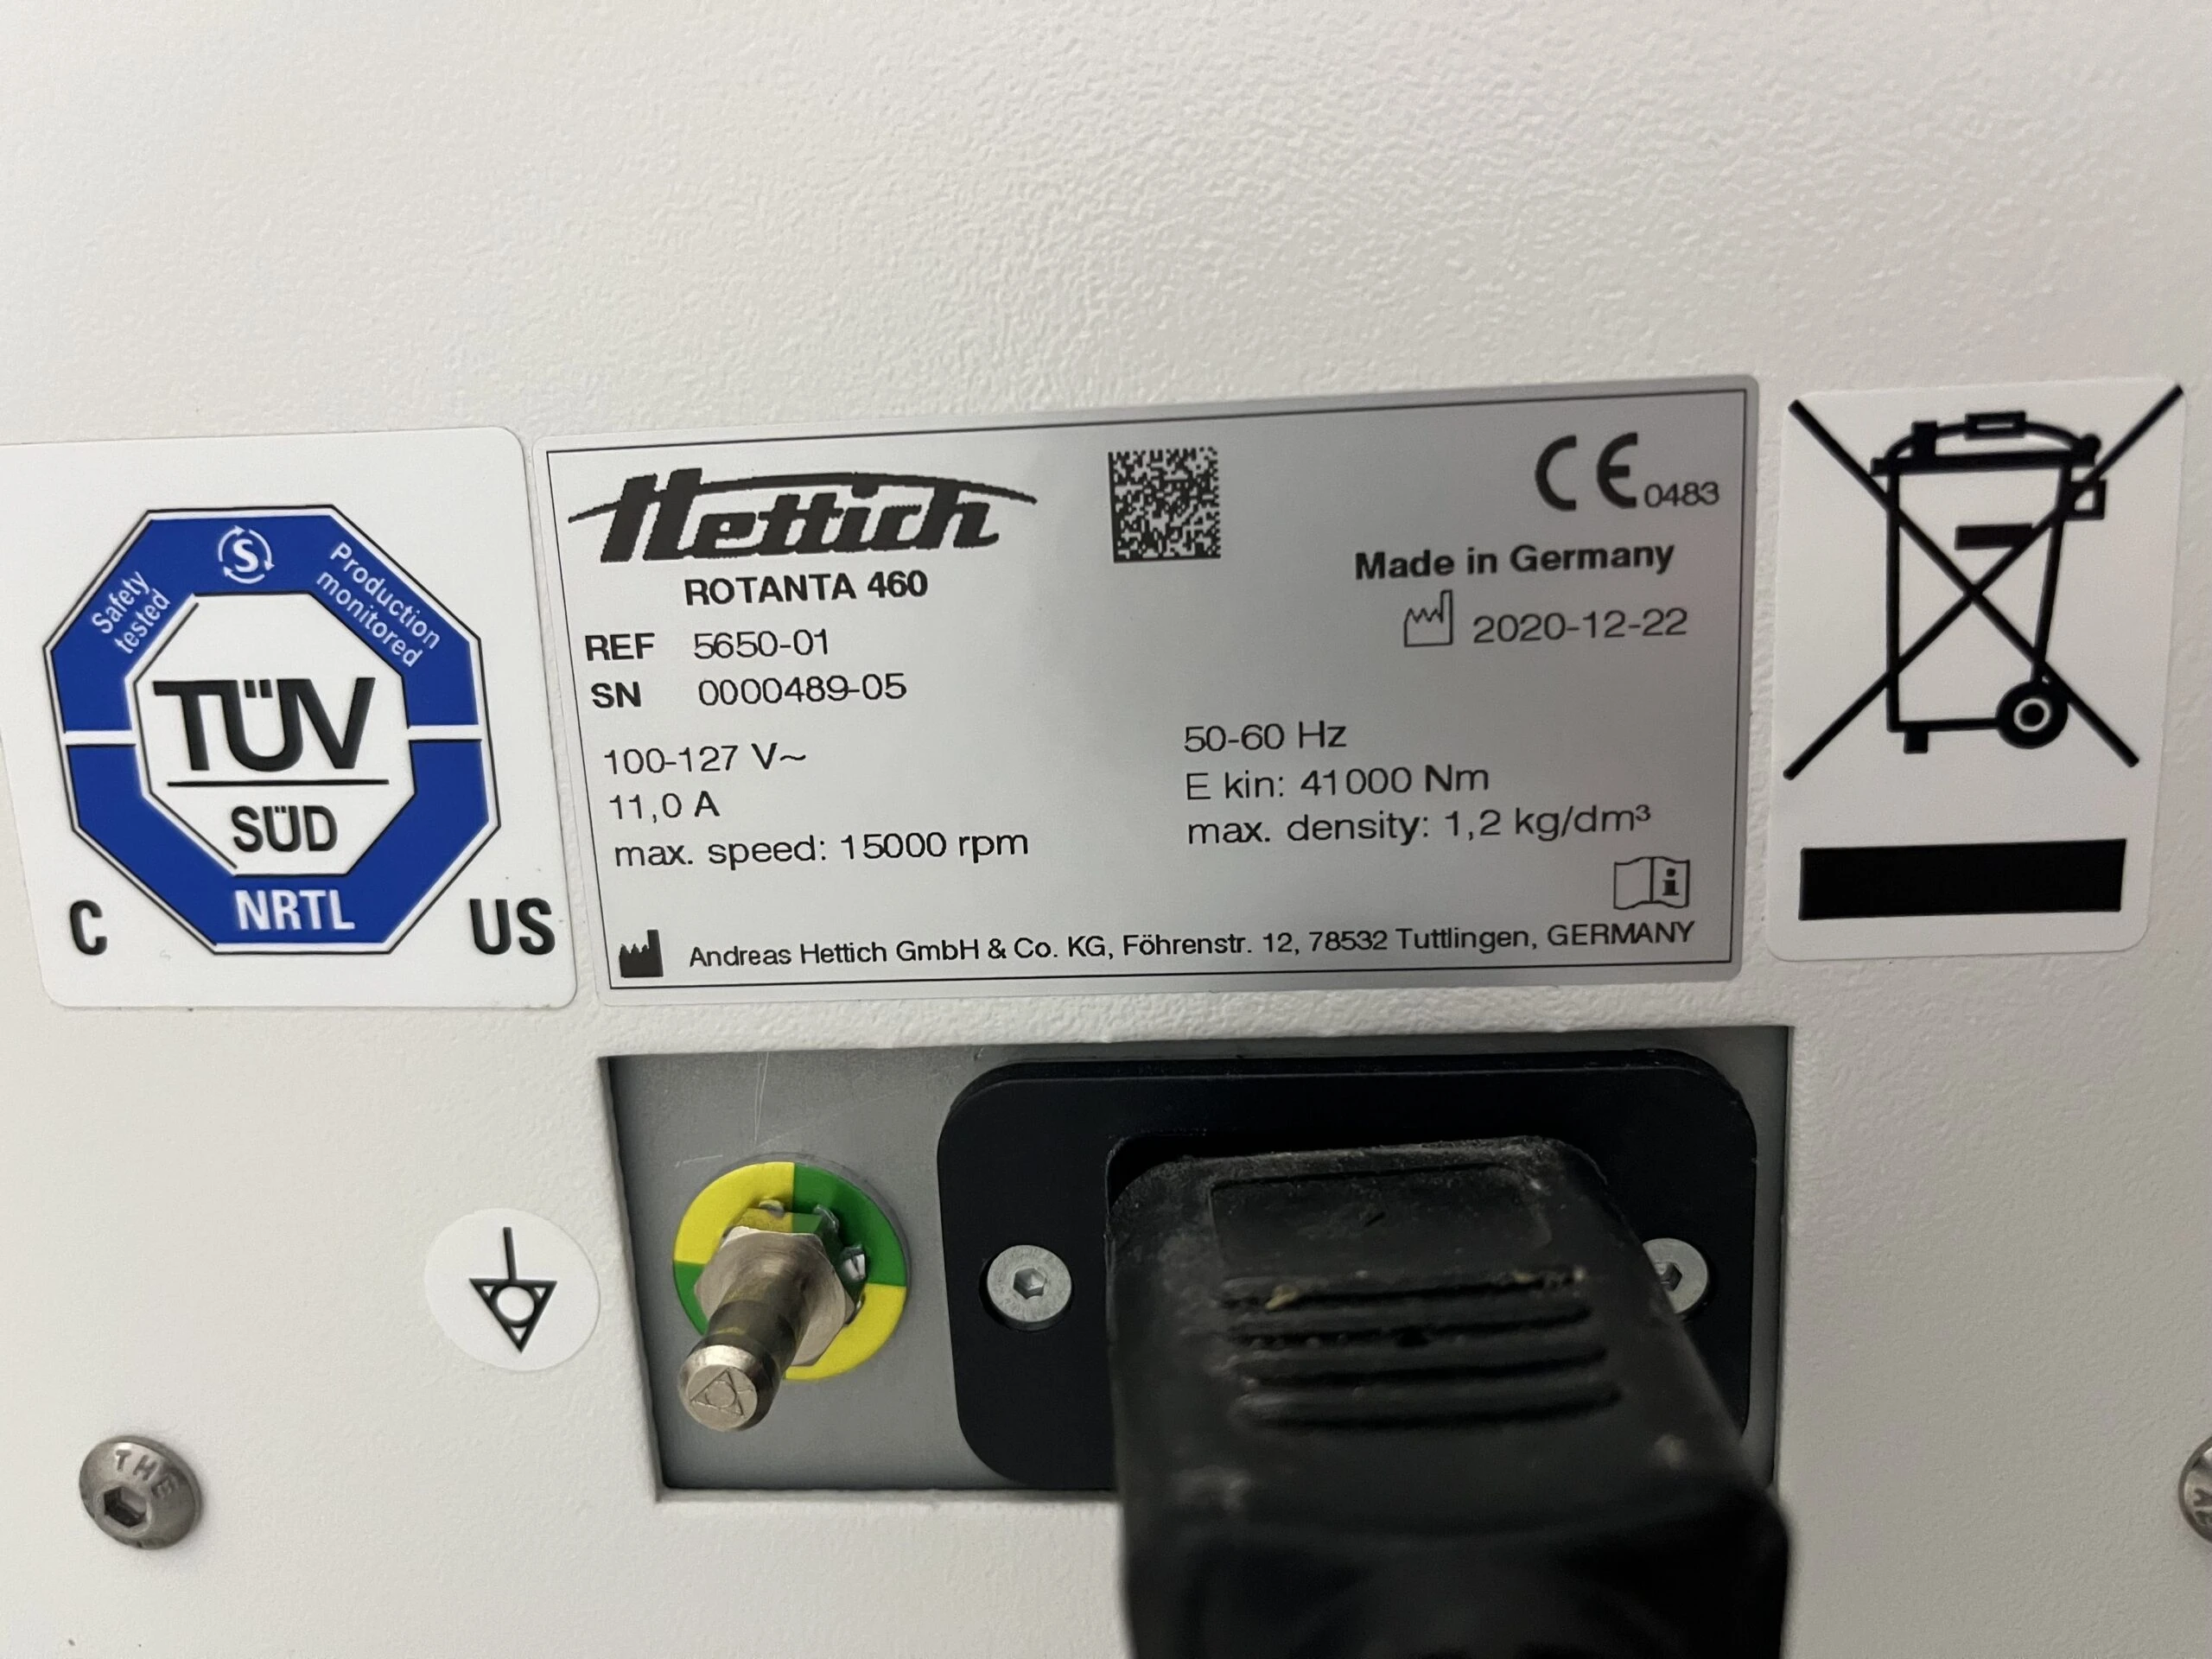 Safety
tested
S
Production
monitored
TÜV
SÜD
NRTL
C
US
Hettich
ROTANTA 460
REF 5650-01
SN 0000489-05
100-127 V~
11,0 A
max. speed: 15000 rpm
CE 0483
Made in Germany
2020-12-22
50-60 Hz
E kin: 41000 Nm
max. density: 1,2 kg/dm³
i
Andreas Hettich GmbH & Co. KG, Föhrenstr. 12, 78532 Tuttlingen, GERMANY
THE